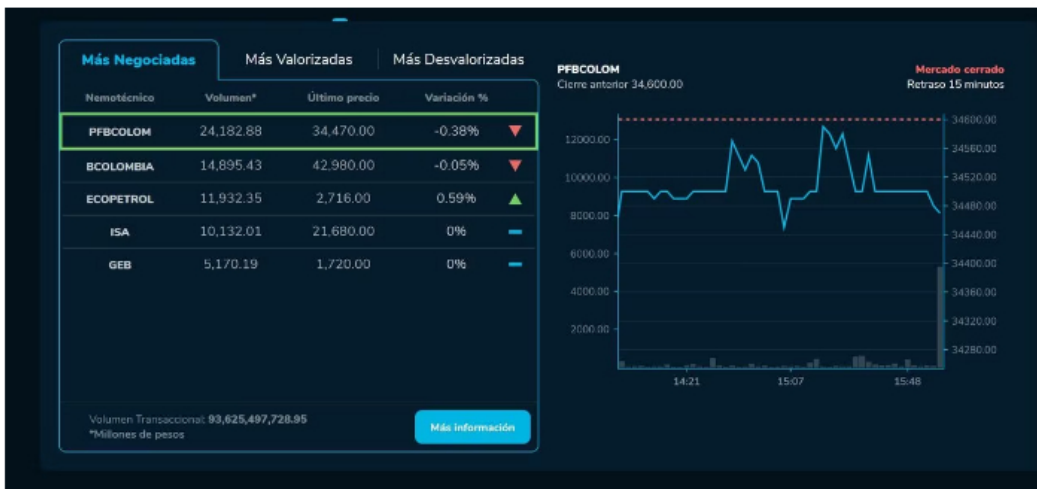 Más Negociadas Más Valorizadas Más Desvalorizadas
Nemotécnico Volumen* Último precio Variación %
PFBCOLOM 24,182.88 34,470.00 -0.38%
BCOLOMBIA 14,895.43 42,980.00 -0.05%
ECOPETROL 11,932.35 2,716.00 0.59%
ISA 10,132.01 21,680.00 0%
GEB 5,170.19 1,720.00 0%
Volumen Transaccional: 93,625,497,728.95
*Millones de pesos
Más información
PFBCOLOM
Cierre anterior 34,600.00
Mercado cerrado
Retraso 15 minutos
12000.00
10000.00
8000.00
6000.00
4000.00
2000.00
34600.00
34560.00
34520.00
34480.00
34440.00
34400.00
34360.00
34320.00
34280.00
14:21 15:07 15:48